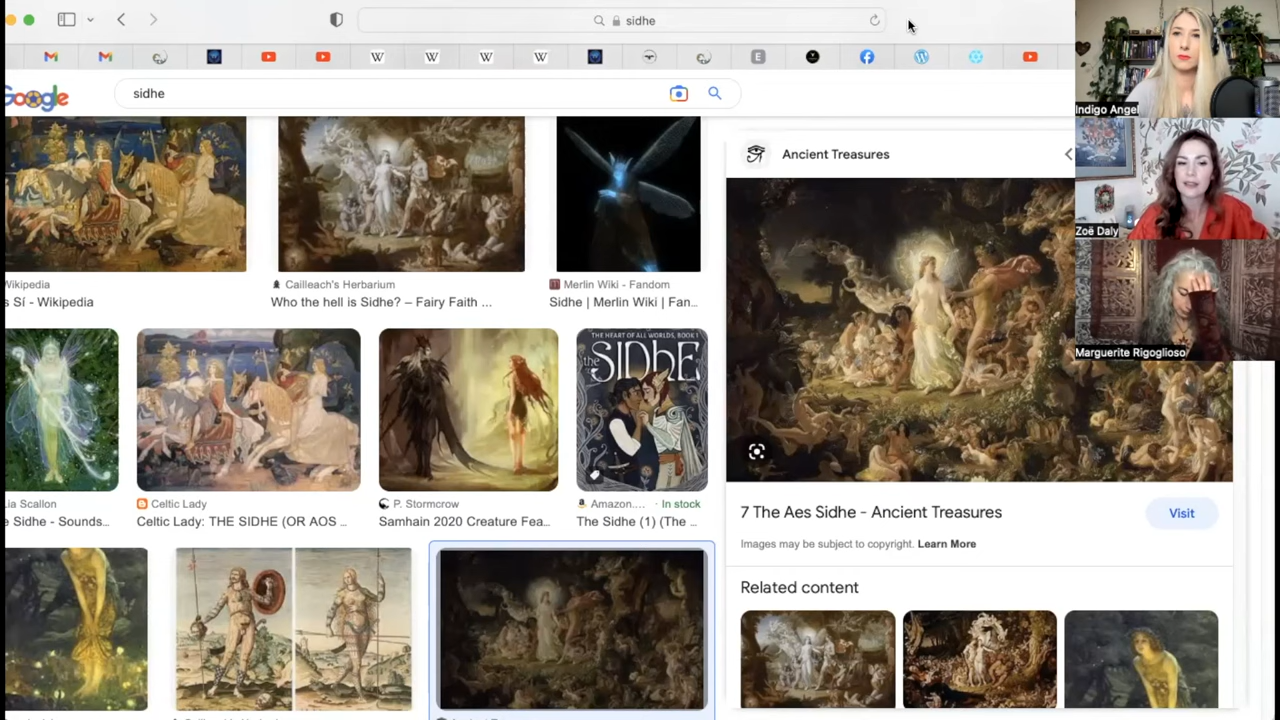 sidhe
Google
sidhe
Indigo Angel
Zoë Daly
Marguerite Rigoglioso
Wikipedia
s Sí - Wikipedia
Cailleach's Herbarium
Who the hell is Sidhe? – Fairy Faith ...
Merlin Wiki - Fandom
Sidhe | Merlin Wiki | Fan...
THE HEART OF ALL WORLDS, BOOK 1
the SIDHE
ia Scallon
e Sidhe - Sounds...
Celtic Lady
Celtic Lady: THE SIDHE (OR AOS ...
P. Stormcrow
Samhain 2020 Creature Fea...
Amazon.... · In stock
The Sidhe (1) (The ...
Ancient Treasures
7 The Aes Sidhe - Ancient Treasures
Visit
Images may be subject to copyright. Learn More
Related content